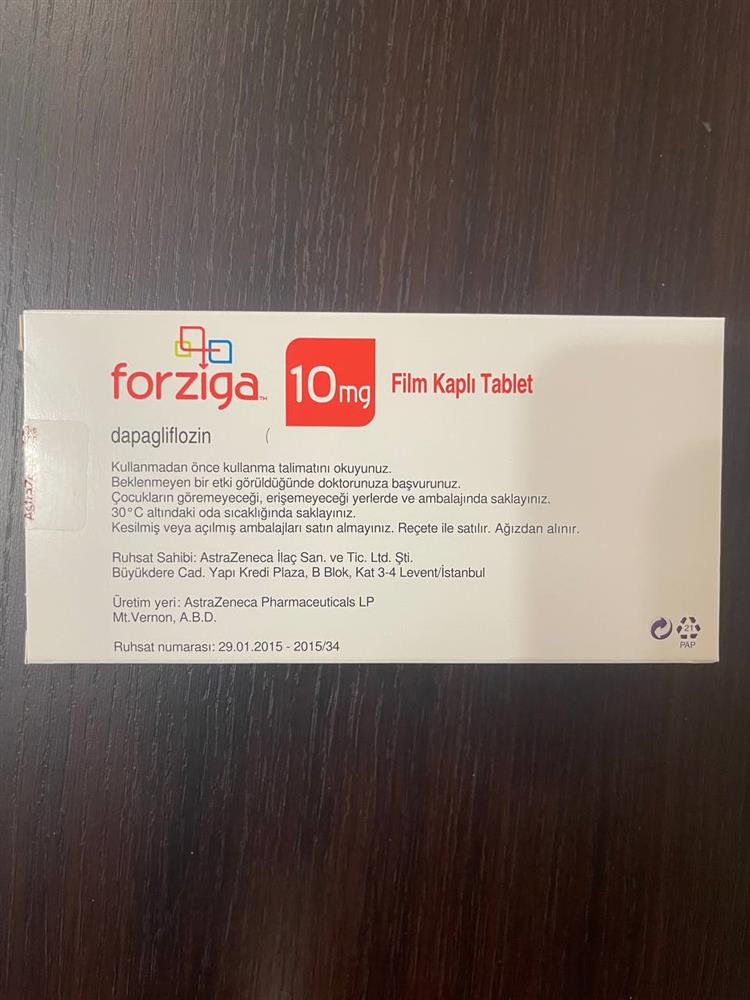 forziga™ 10mg Film Kaplı Tablet
dapagliflozin (
Kullanmadan önce kullanma talimatını okuyunuz.
Beklenmeyen bir etki görüldüğünde doktorunuza başvurunuz.
Çocukların göremeyeceği, erişemeyeceği yerlerde ve ambalajında saklayınız.
30°C altındaki oda sıcaklığında saklayınız.
Kesilmiş veya açılmış ambalajları satın almayınız. Reçete ile satılır. Ağızdan alınır.
Ruhsat Sahibi: AstraZeneca İlaç San. ve Tic. Ltd. Şti.
Büyükdere Cad. Yapı Kredi Plaza, B Blok, Kat 3-4 Levent/İstanbul
Üretim yeri: AstraZeneca Pharmaceuticals LP
Mt.Vernon, A.B.D.
Ruhsat numarası: 29.01.2015 - 2015/34
21
PAP